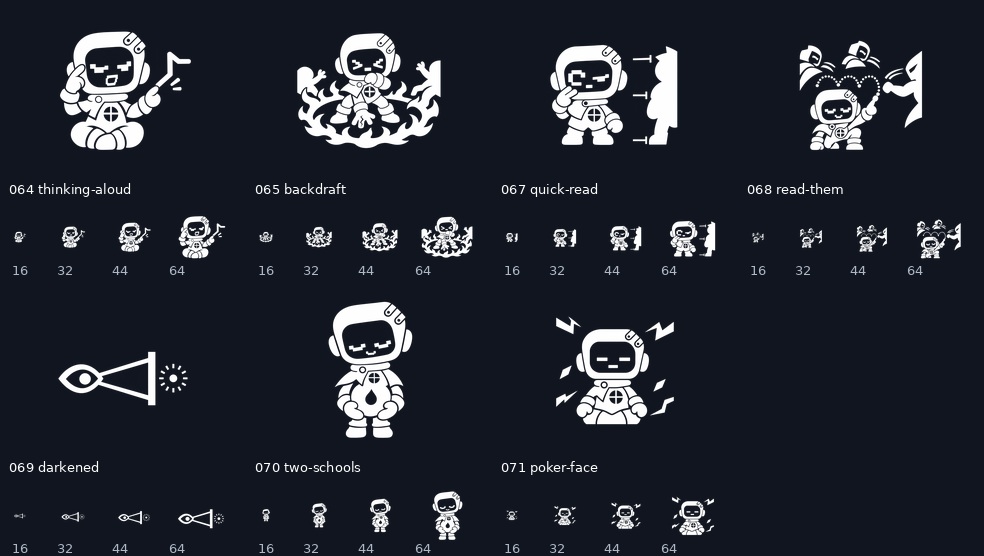 064 thinking-aloud
065 backdraft
067 quick-read
068 read-them
16 32 44 64
16 32 44 64
16 32 44 64
16 32 44 64
069 darkened
070 two-schools
071 poker-face
16 32 44 64
16 32 44 64
16 32 44 64